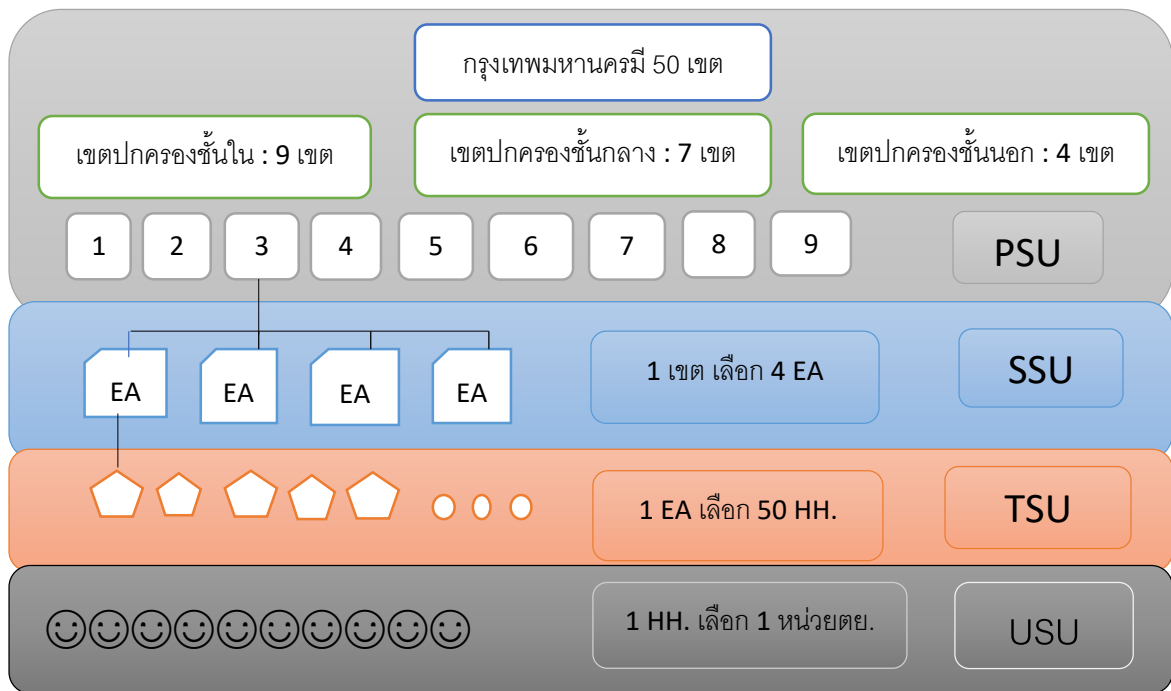 กรุงเทพมหานครมี 50 เขต
เขตปกครองชั้นใน : 9 เขต
เขตปกครองชั้นกลาง : 7 เขต
เขตปกครองชั้นนอก : 4 เขต
1 2 3 4 5 6 7 8 9 PSU
EA EA EA EA 1 เขต เลือก 4 EA SSU
1 EA เลือก 50 HH. TSU
1 HH. เลือก 1 หน่วยตย. USU